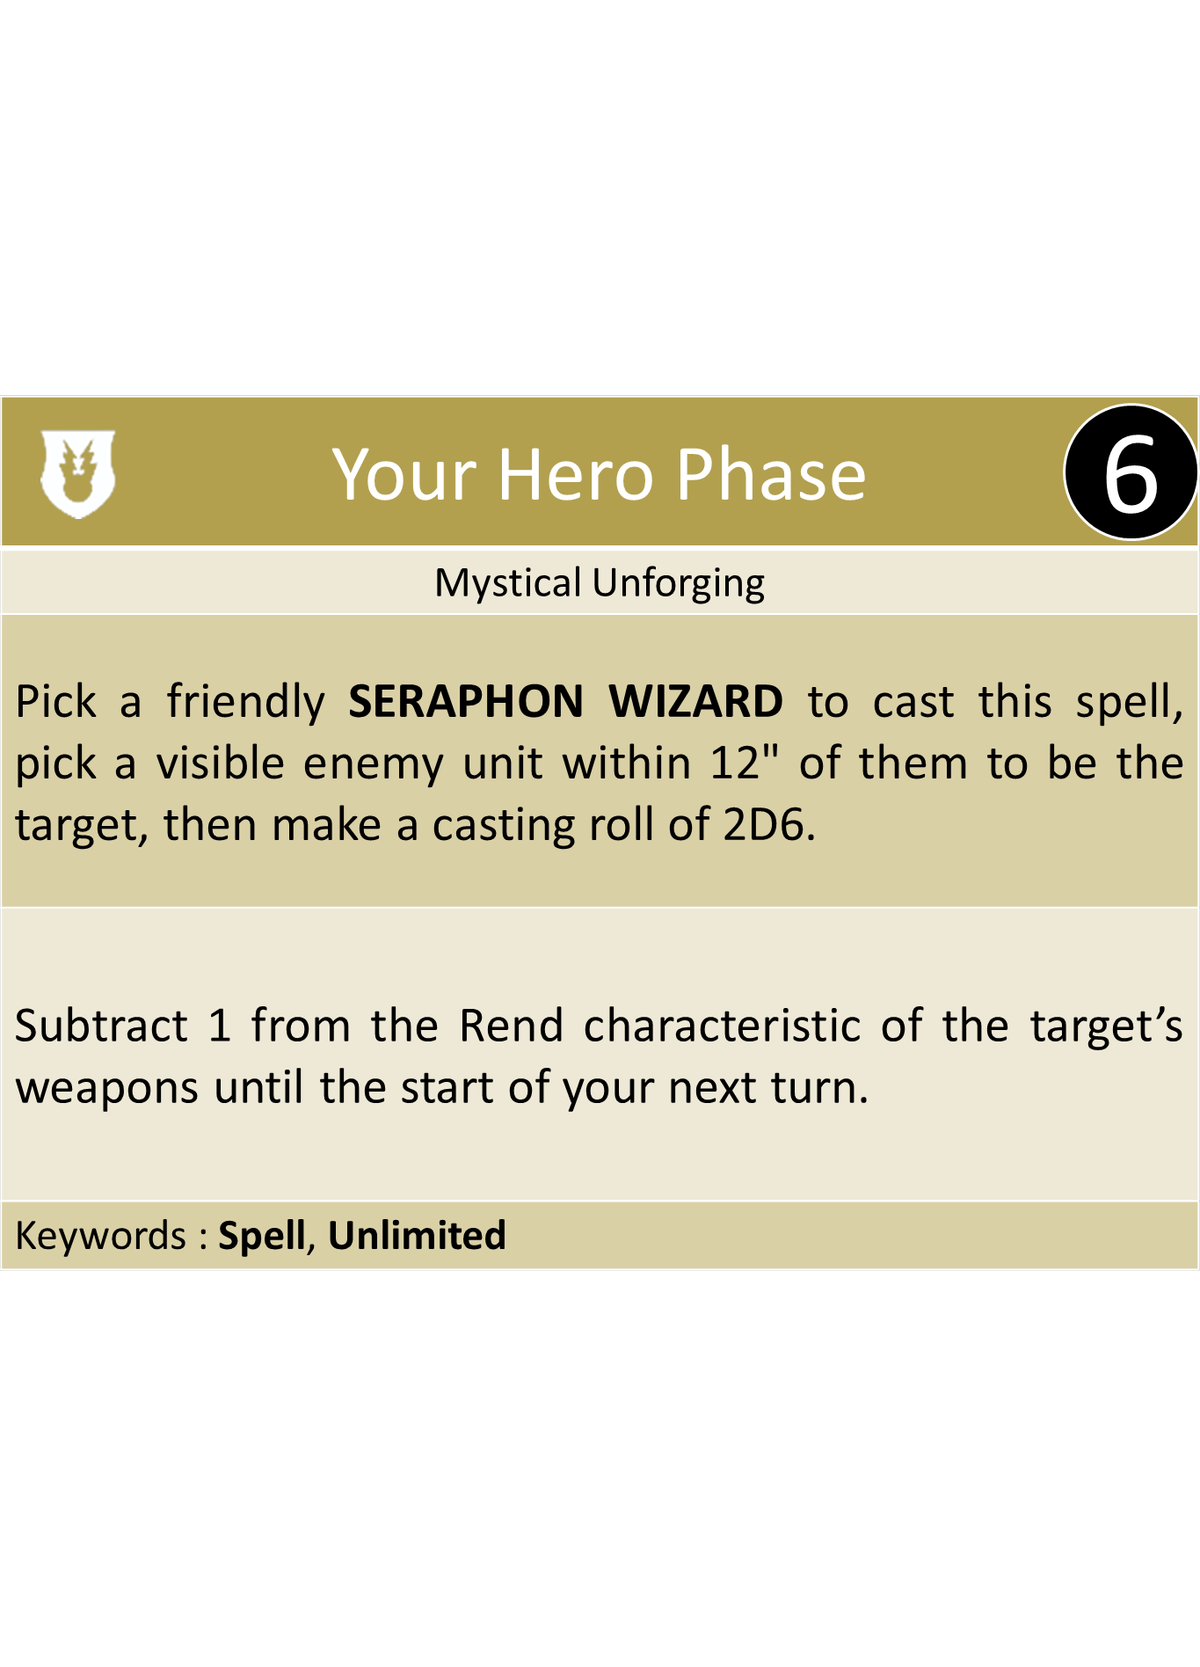 Your Hero Phase
6
Mystical Unforging
Pick a friendly SERAPHON WIZARD to cast this spell,
pick a visible enemy unit within 12" of them to be the
target, then make a casting roll of 2D6.
Subtract 1 from the Rend characteristic of the target’s
weapons until the start of your next turn.
Keywords : Spell, Unlimited